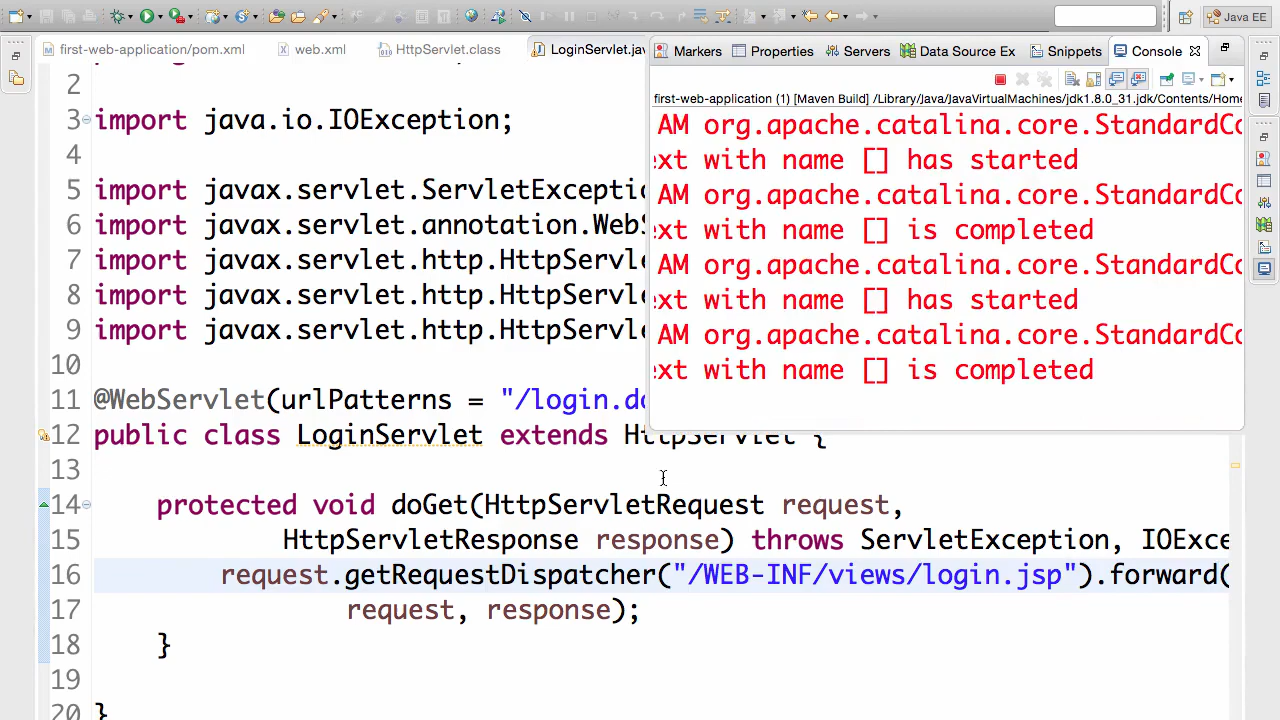 Java EE
first-web-application/pom.xml
web.xml
HttpServlet.class
LoginServlet.jav
Markers
Properties
Servers
Data Source Ex
Snippets
Console
first-web-application (1) [Maven Build] /Library/Java/JavaVirtualMachines/jdk1.8.0_31.jdk/Contents/Home
AM org.apache.catalina.core.StandardCo
ext with name [] has started
AM org.apache.catalina.core.StandardCo
ext with name [] is completed
AM org.apache.catalina.core.StandardCo
ext with name [] has started
AM org.apache.catalina.core.StandardCo
ext with name [] is completed
2
3 import java.io.IOException;
4
5 import javax.servlet.ServletExceptio
6 import javax.servlet.annotation.WebS
7 import javax.servlet.http.HttpServle
8 import javax.servlet.http.HttpServle
9 import javax.servlet.http.HttpServle
10
11 @WebServlet(urlPatterns = "/login.do
12 public class LoginServlet extends HttpServlet {
13
14 protected void doGet(HttpServletRequest request,
15 HttpServletResponse response) throws ServletException, IOExce
16 request.getRequestDispatcher("/WEB-INF/views/login.jsp").forward(
17 request, response);
18 }
19
20 }